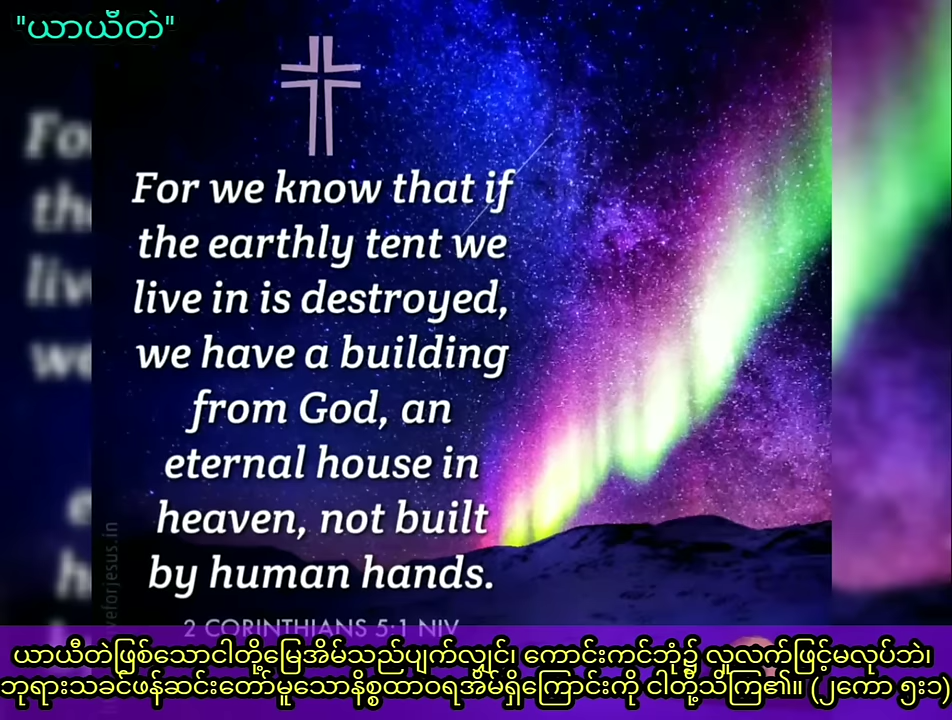 "ယာယီတဲ"
For we know that if
the earthly tent we
live in is destroyed,
we have a building
from God, an
eternal house in
heaven, not built
by human hands.
2 CORINTHIANS 5:1 NIV
ယာယီတဲဖြစ်သောငါတို့မြေအိမ်သည်ပျက်လျှင်၊ ကောင်းကင်ဘုံ၌ လူလက်ဖြင့်မလုပ်ဘဲ၊
ဘုရားသခင်ဖန်ဆင်းတော်မူသောနိစ္စထာဝရအိမ်ရှိကြောင်းကို ငါတို့သိကြ၏။ (၂ကော ၅း၁)